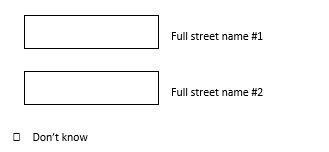 Full street name #1
Full street name #2
Don't know